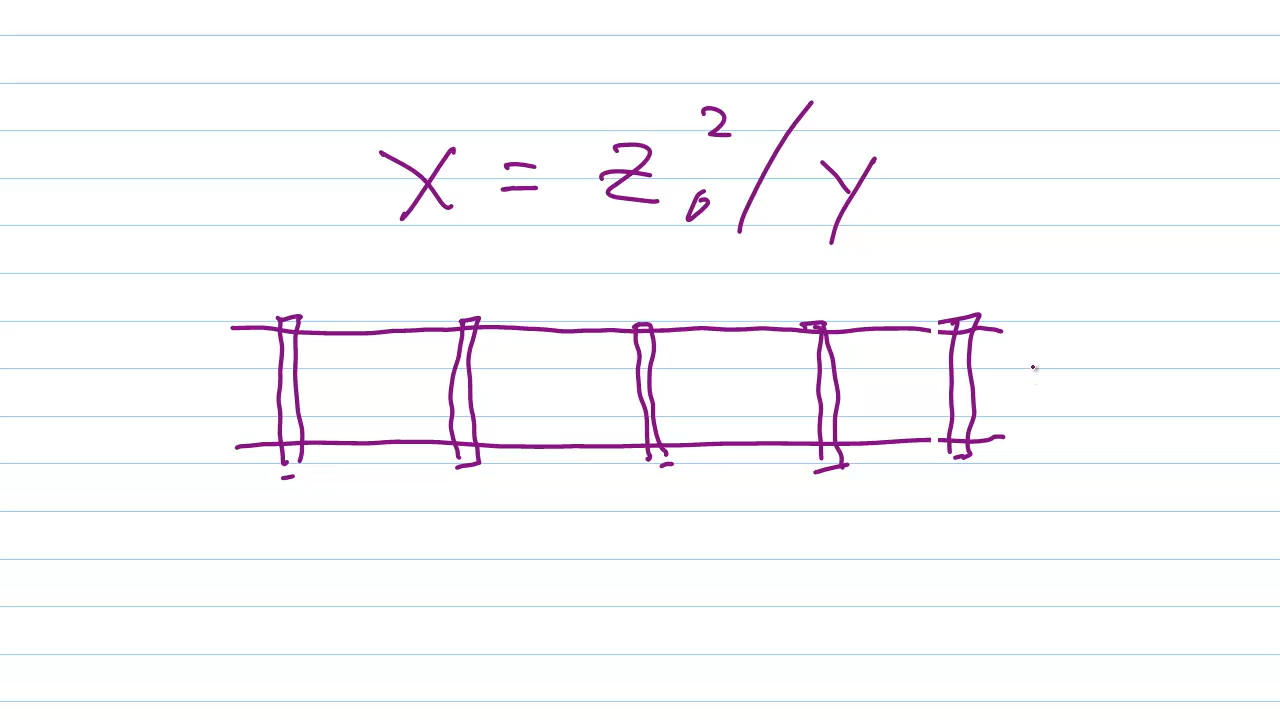 X = Z₀² / Y